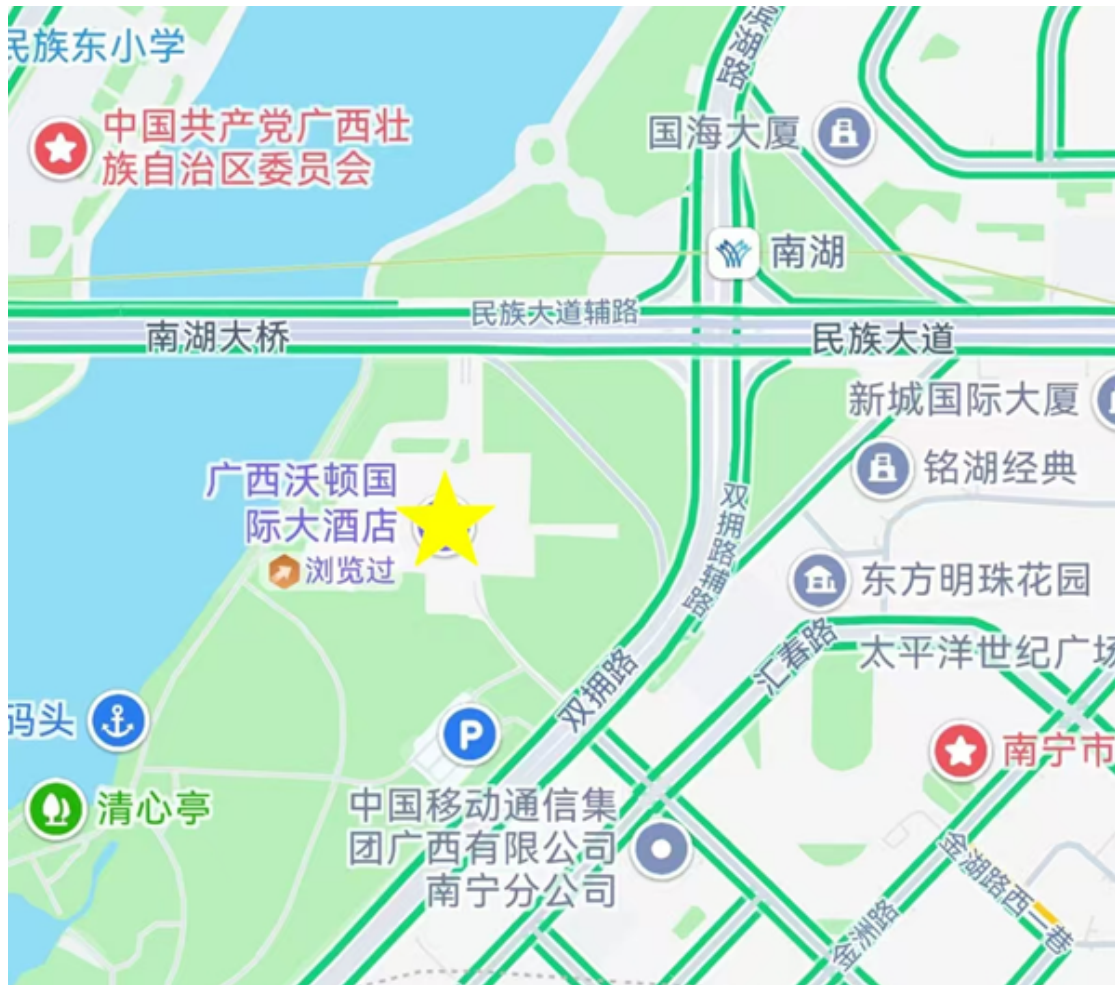 民族东小学
中国共产党广西壮
族自治区委员会
滨湖路
国海大厦
南湖
民族大道辅路
南湖大桥
民族大道
新城国际大厦
铭湖经典
广西沃顿国
际大酒店
浏览过
双拥路辅路
东方明珠花园
汇春路
太平洋世纪广场
双拥路
码头
P
南宁市
清心亭
中国移动通信集
团广西有限公司
南宁分公司
金湖路西一巷
金洲路